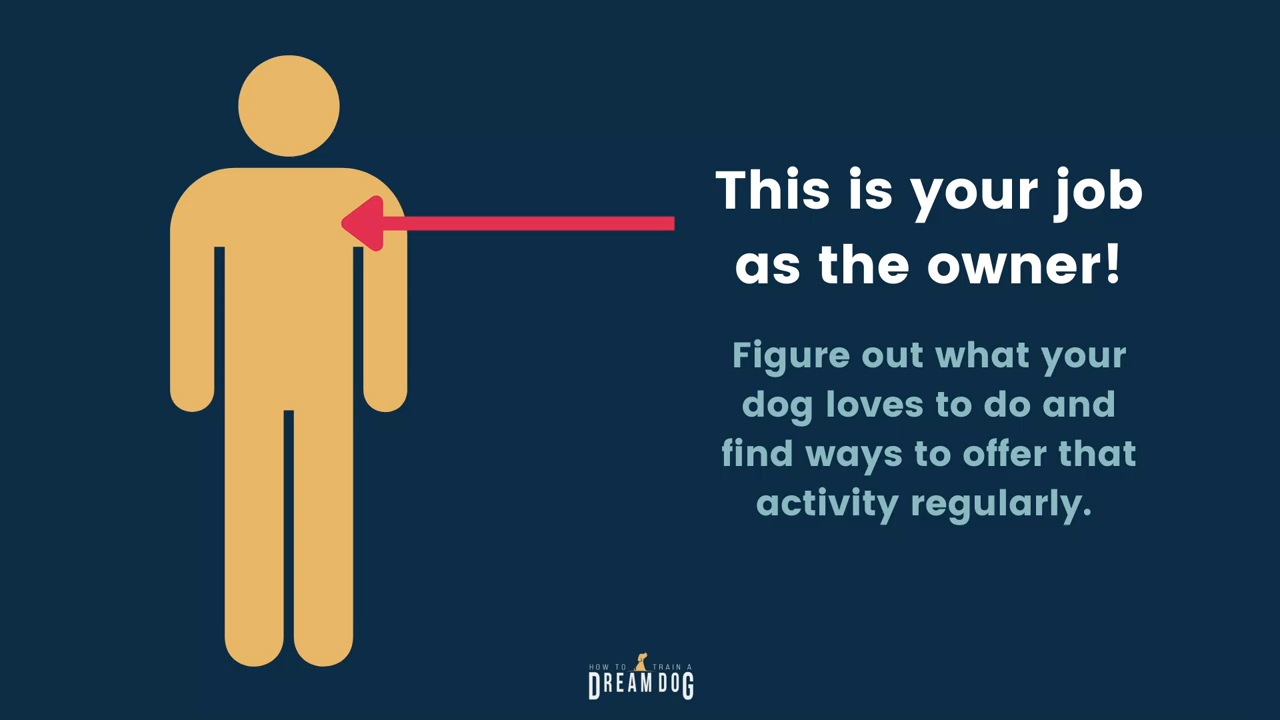 This is your job
as the owner!
Figure out what your
dog loves to do and
find ways to offer that
activity regularly.
HOW TO TRAIN A
DREAM DOG